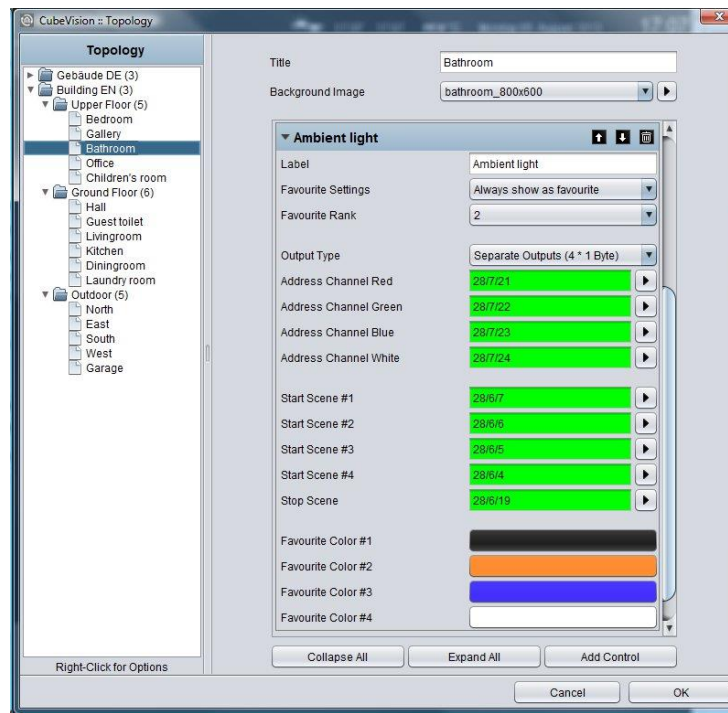 CubeVision :: Topology
Topology
Gebäude DE (3)
Building EN (3)
Upper Floor (5)
Bedroom
Gallery
Bathroom
Office
Children's room
Ground Floor (6)
Hall
Guest toilet
Livingroom
Kitchen
Diningroom
Laundry room
Outdoor (5)
North
East
South
West
Garage
Right-Click for Options
Title Bathroom
Background Image bathroom_800x600
Ambient light
Label Ambient light
Favourite Settings Always show as favourite
Favourite Rank 2
Output Type Separate Outputs (4 * 1 Byte)
Address Channel Red 28/7/21
Address Channel Green 28/7/22
Address Channel Blue 28/7/23
Address Channel White 28/7/24
Start Scene #1 28/6/7
Start Scene #2 28/6/6
Start Scene #3 28/6/5
Start Scene #4 28/6/4
Stop Scene 28/6/19
Favourite Color #1
Favourite Color #2
Favourite Color #3
Favourite Color #4
Collapse All Expand All Add Control
Cancel OK